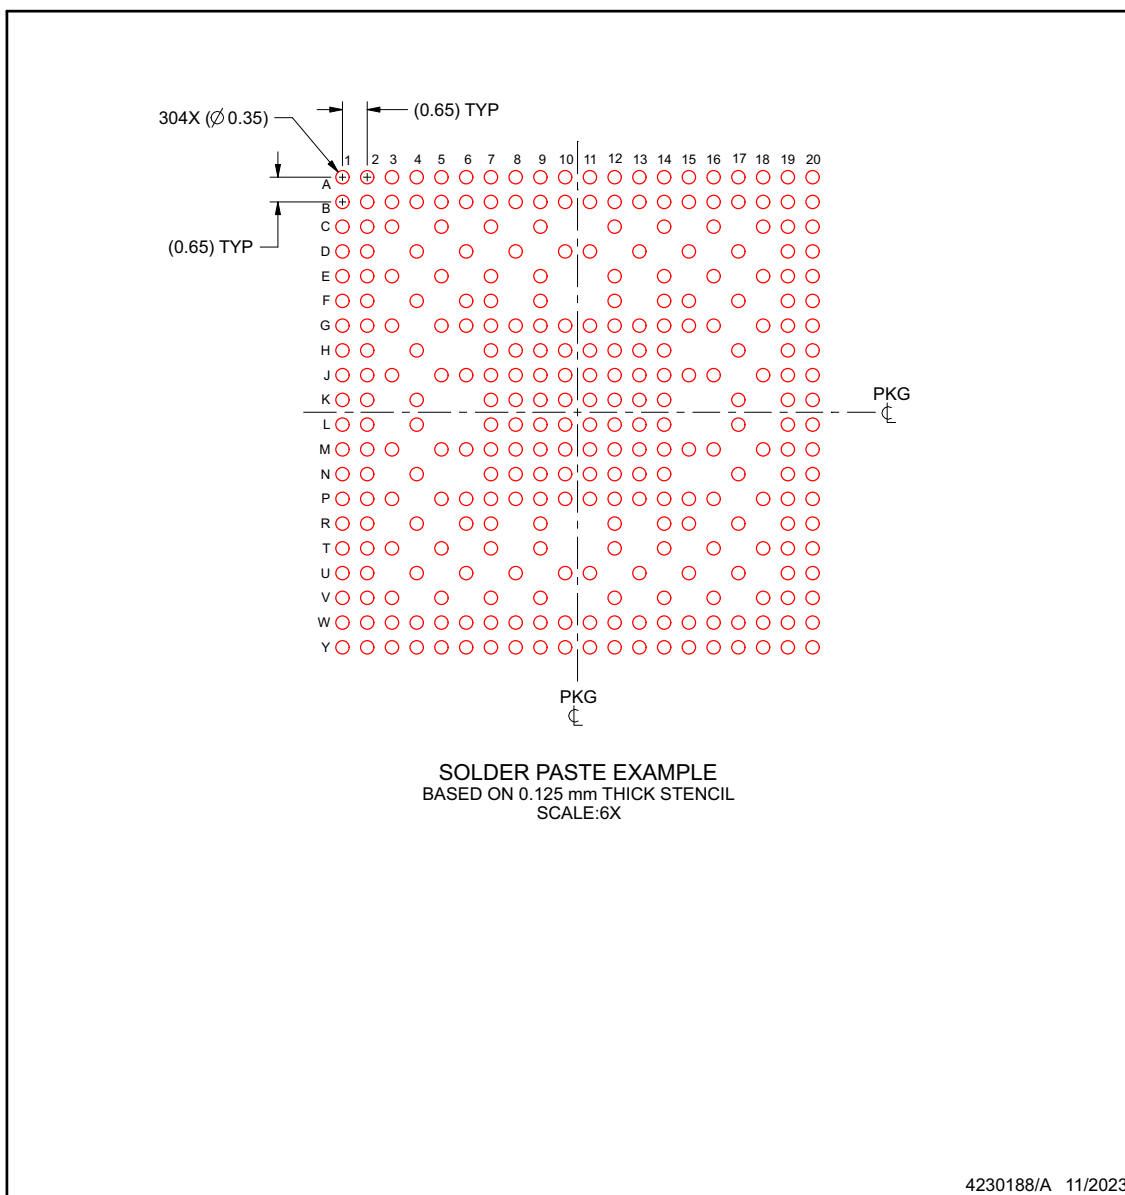 304X (∅ 0.35)
(0.65) TYP
1 2 3 4 5 6 7 8 9 10 11 12 13 14 15 16 17 18 19 20
A
B
(0.65) TYP
C
D
E
F
G
H
J
K
PKG
L
M
N
P
R
T
U
V
W
Y
PKG
SOLDER PASTE EXAMPLE
BASED ON 0.125 mm THICK STENCIL
SCALE:6X
4230188/A 11/2023